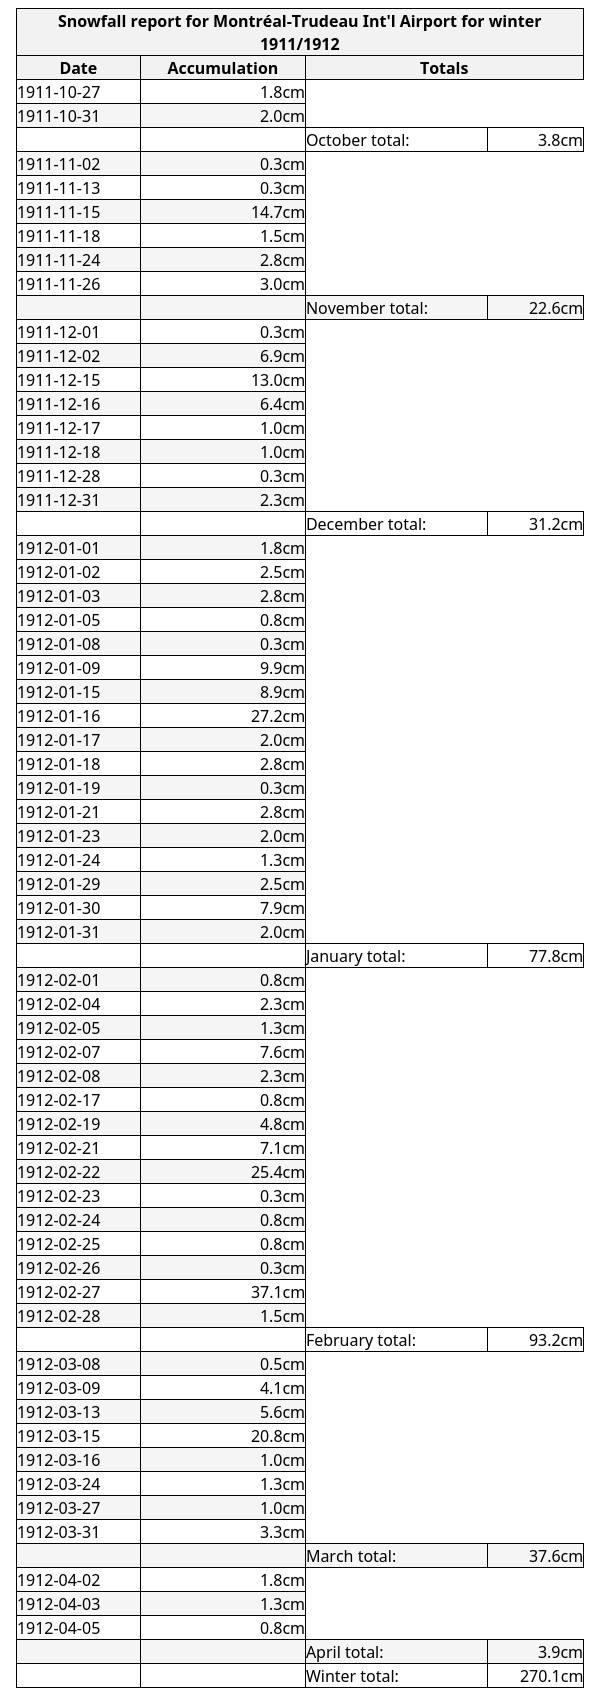 Snowfall report for Montréal-Trudeau Int'l Airport for winter
1911/1912
Date Accumulation Totals
1911-10-27 1.8cm
1911-10-31 2.0cm
October total: 3.8cm
1911-11-02 0.3cm
1911-11-13 0.3cm
1911-11-15 14.7cm
1911-11-18 1.5cm
1911-11-24 2.8cm
1911-11-26 3.0cm
November total: 22.6cm
1911-12-01 0.3cm
1911-12-02 6.9cm
1911-12-15 13.0cm
1911-12-16 6.4cm
1911-12-17 1.0cm
1911-12-18 1.0cm
1911-12-28 0.3cm
1911-12-31 2.3cm
December total: 31.2cm
1912-01-01 1.8cm
1912-01-02 2.5cm
1912-01-03 2.8cm
1912-01-05 0.8cm
1912-01-08 0.3cm
1912-01-09 9.9cm
1912-01-15 8.9cm
1912-01-16 27.2cm
1912-01-17 2.0cm
1912-01-18 2.8cm
1912-01-19 0.3cm
1912-01-21 2.8cm
1912-01-23 2.0cm
1912-01-24 1.3cm
1912-01-29 2.5cm
1912-01-30 7.9cm
1912-01-31 2.0cm
January total: 77.8cm
1912-02-01 0.8cm
1912-02-04 2.3cm
1912-02-05 1.3cm
1912-02-07 7.6cm
1912-02-08 2.3cm
1912-02-17 0.8cm
1912-02-19 4.8cm
1912-02-21 7.1cm
1912-02-22 25.4cm
1912-02-23 0.3cm
1912-02-24 0.8cm
1912-02-25 0.8cm
1912-02-26 0.3cm
1912-02-27 37.1cm
1912-02-28 1.5cm
February total: 93.2cm
1912-03-08 0.5cm
1912-03-09 4.1cm
1912-03-13 5.6cm
1912-03-15 20.8cm
1912-03-16 1.0cm
1912-03-24 1.3cm
1912-03-27 1.0cm
1912-03-31 3.3cm
March total: 37.6cm
1912-04-02 1.8cm
1912-04-03 1.3cm
1912-04-05 0.8cm
April total: 3.9cm
Winter total: 270.1cm